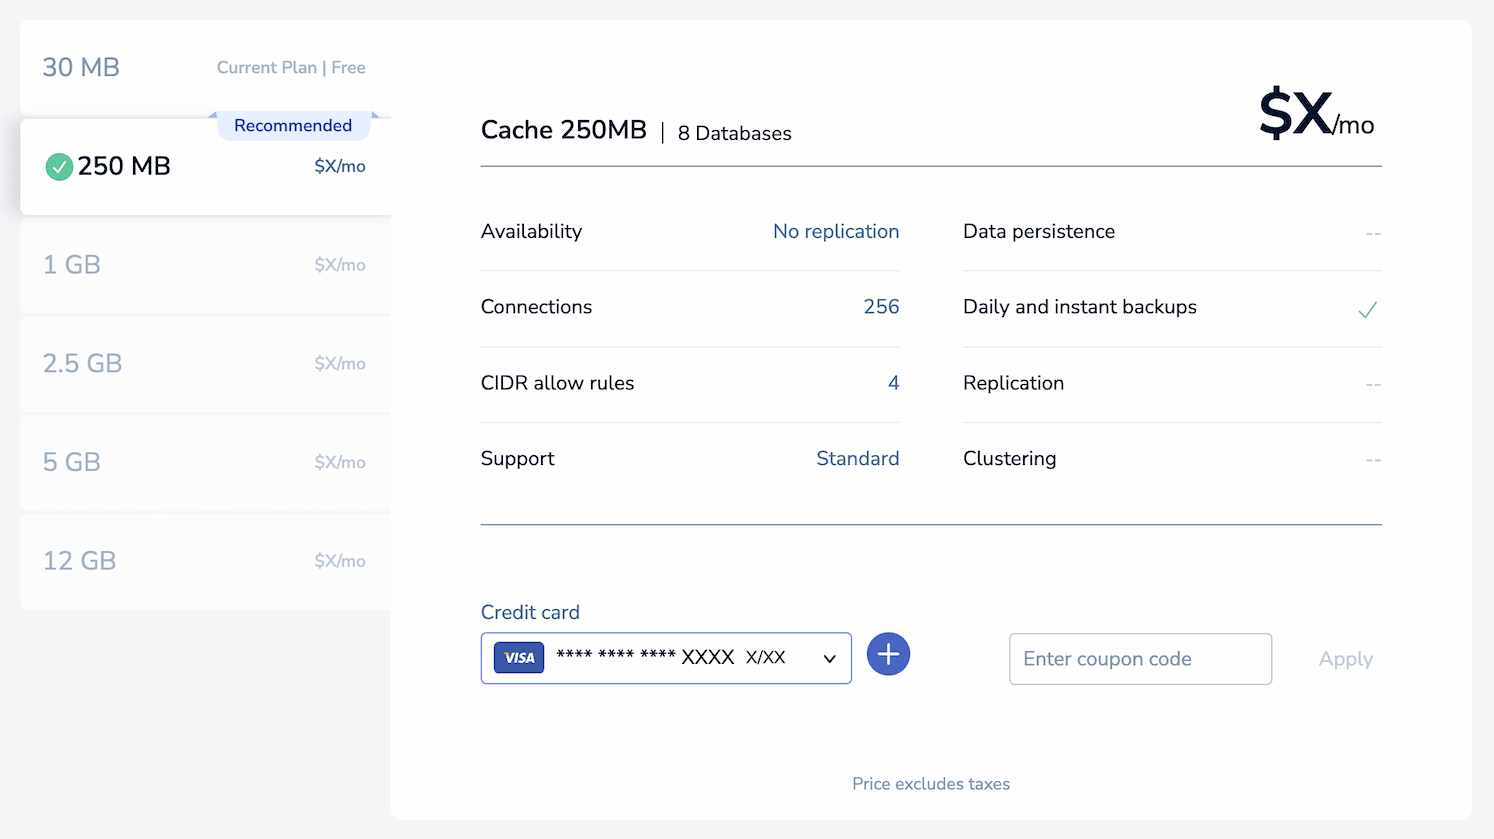 30 MB
Current Plan | Free
Recommended
250 MB
$X/mo
1 GB
$X/mo
2.5 GB
$X/mo
5 GB
$X/mo
12 GB
$X/mo
Cache 250MB | 8 Databases
$X/mo
Availability No replication
Data persistence --
Connections 256
Daily and instant backups
CIDR allow rules 4
Replication --
Support Standard
Clustering --
Credit card
VISA **** **** **** XXXX X/XX
Enter coupon code
Apply
Price excludes taxes